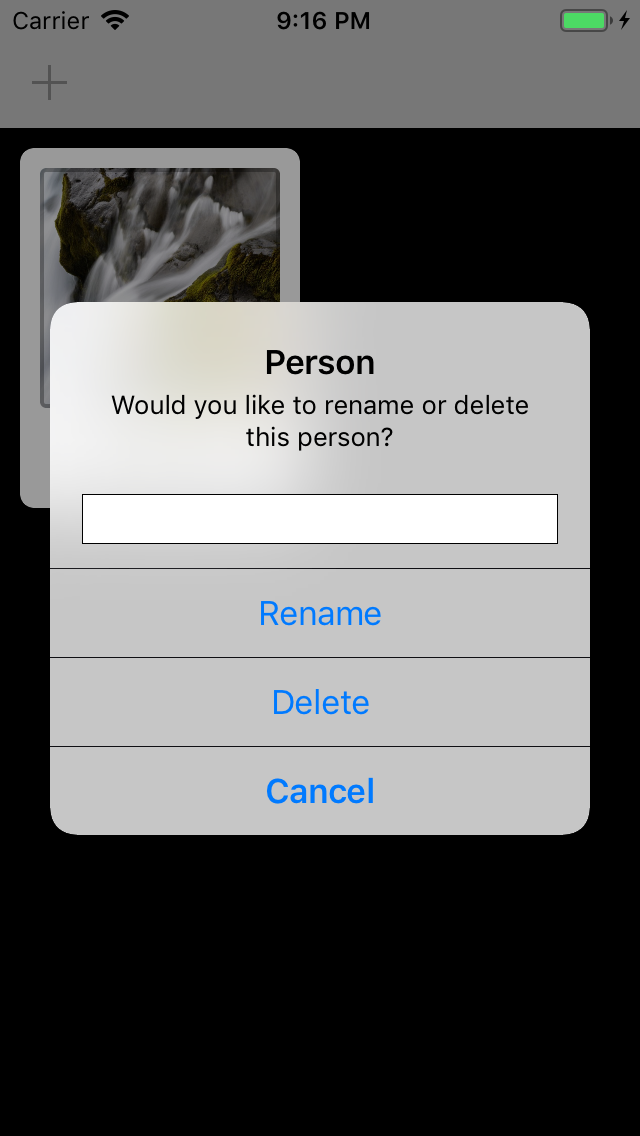 Carrier 9:16 PM
Person
Would you like to rename or delete
this person?
Rename
Delete
Cancel